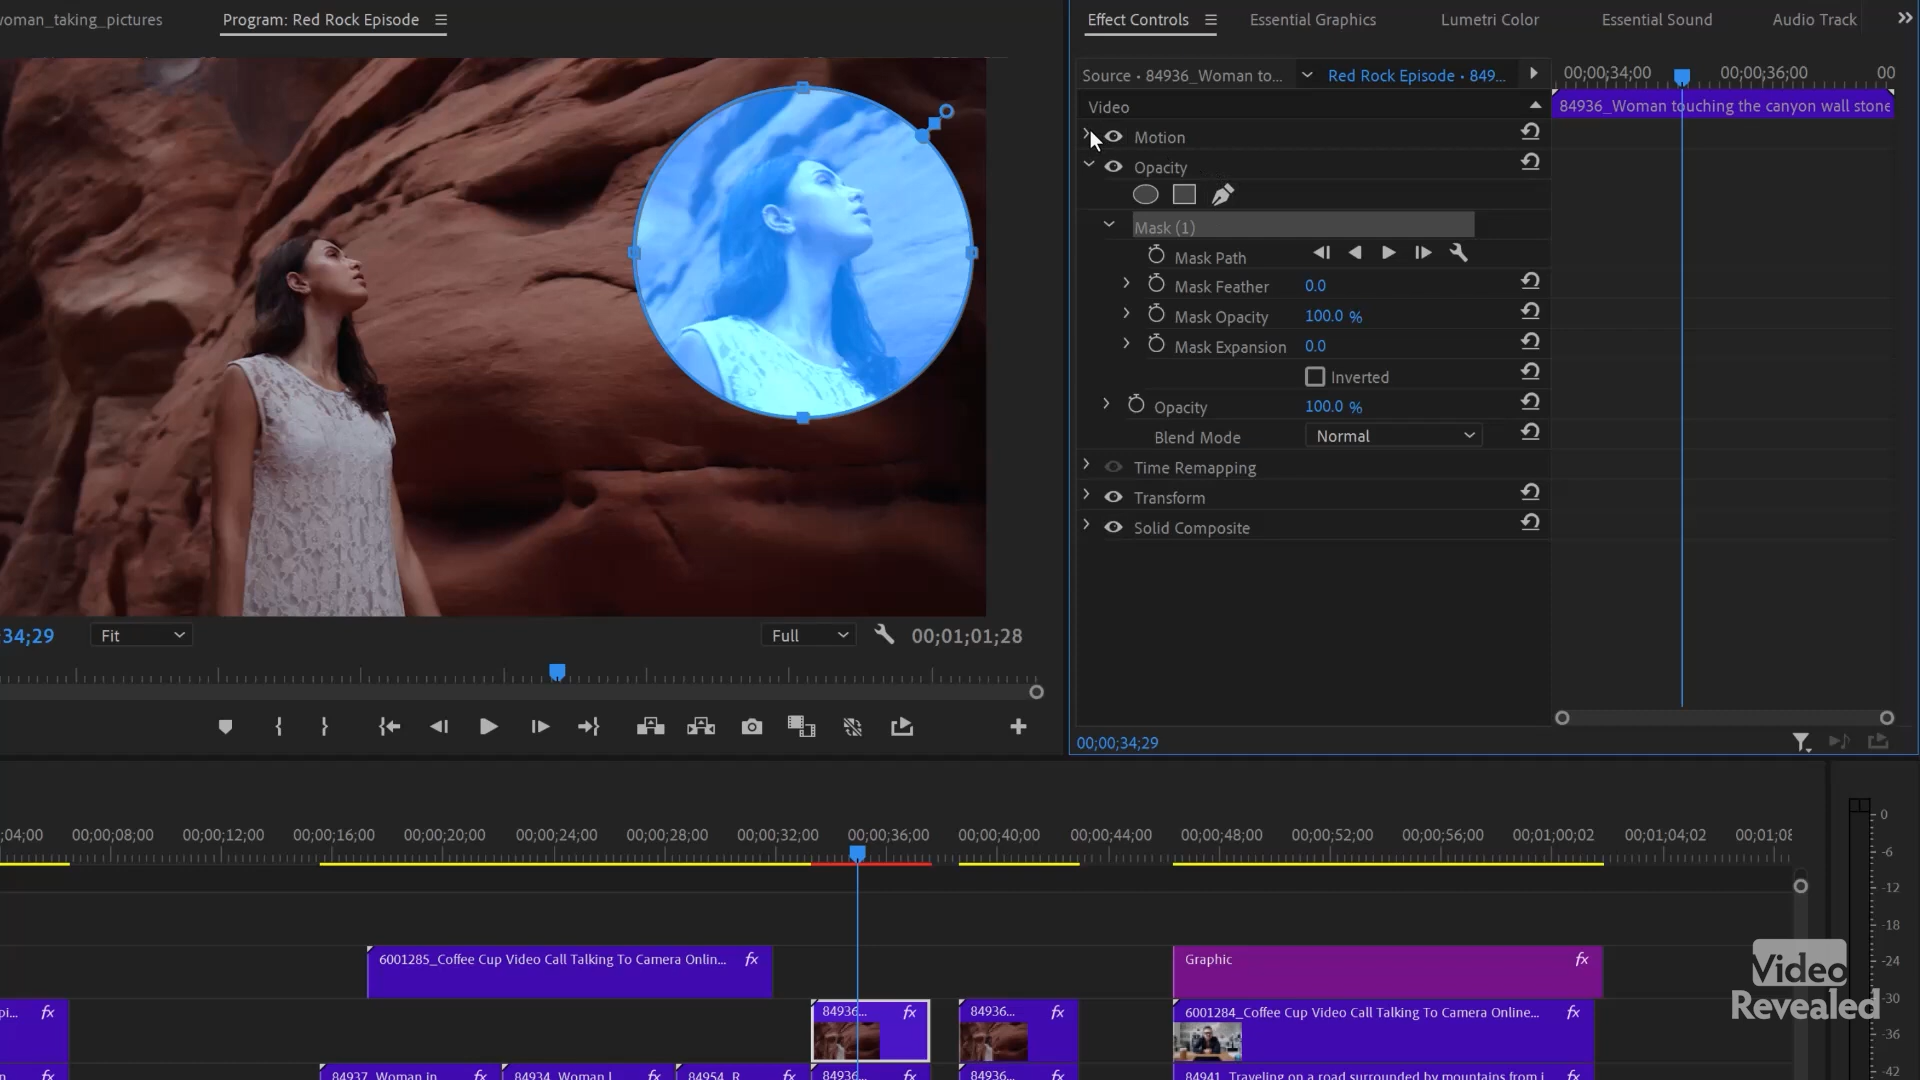 woman_taking_pictures
Program: Red Rock Episode
Effect Controls
Essential Graphics
Lumetri Color
Essential Sound
Audio Track
Source • 84936_Woman to...
Red Rock Episode • 849...
00;00;34;00
00;00;36;00
00
Video
84936_Woman touching the canyon wall stone
Motion
Opacity
Mask (1)
Mask Path
Mask Feather 0.0
Mask Opacity 100.0 %
Mask Expansion 0.0
Inverted
Opacity 100.0 %
Blend Mode Normal
Time Remapping
Transform
Solid Composite
;34;29
Fit
Full
00;01;01;28
00;00;34;29
;04;00
00;00;08;00
00;00;12;00
00;00;16;00
00;00;20;00
00;00;24;00
00;00;28;00
00;00;32;00
00;00;36;00
00;00;40;00
00;00;44;00
00;00;48;00
00;00;52;00
00;00;56;00
00;01;00;02
00;01;04;02
00;01;08
0
-6
-12
-18
-24
-30
-36
-42
6001285_Coffee Cup Video Call Talking To Camera Onlin... fx
Graphic fx
pi... fx
84936... fx
84936... fx
6001284_Coffee Cup Video Call Talking To Camera Online... fx
Video
Revealed
fx
84937_Woman in fx
84934_Woman l fx
84954_R fx
84936... fx
84936... fx
84941_Traveling on a road surrounded by mountains from i fx